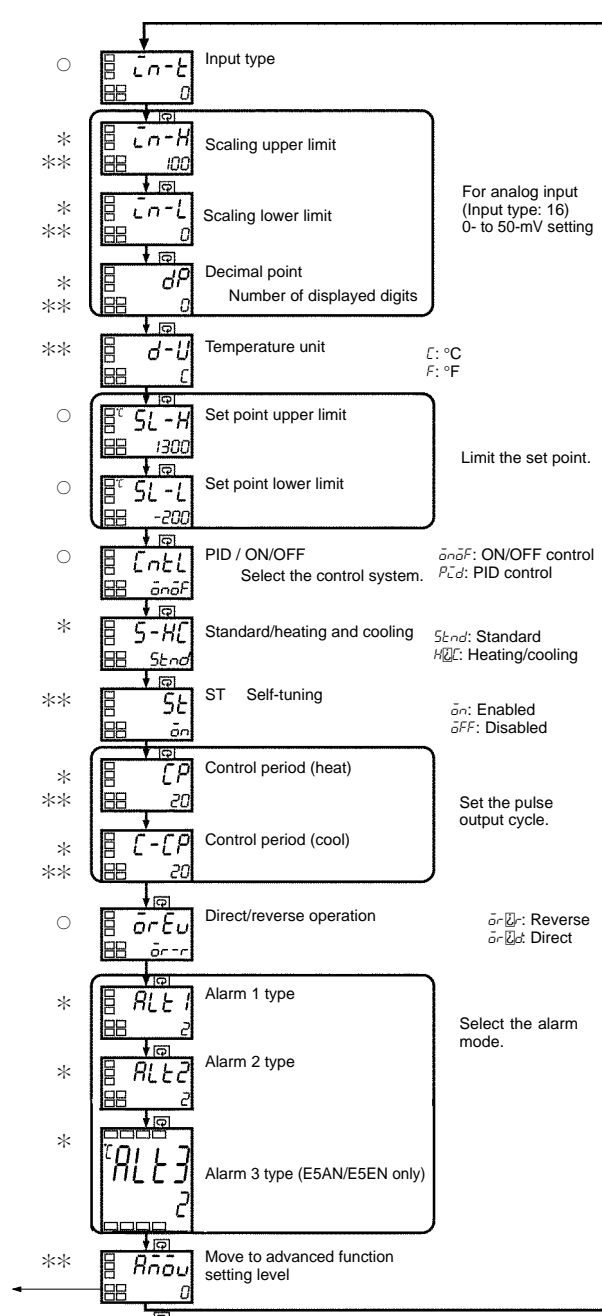 ○ in-t Input type
0
* in-H Scaling upper limit
** 100
* in-L Scaling lower limit
** 0
For analog input
(Input type: 16)
0- to 50-mV setting
* dP Decimal point
Number of displayed digits
** 0
** d-U Temperature unit
C
C: °C
F: °F
○ °C SL-H Set point upper limit
1300
Limit the set point.
○ °C SL-L Set point lower limit
-200
○ CntL PID / ON/OFF
Select the control system.
onoF
onoF: ON/OFF control
Pid: PID control
* S-HC Standard/heating and cooling
Stnd
Stnd: Standard
: Heating/cooling
** St ST Self-tuning
on
on: Enabled
oFF: Disabled
* CP Control period (heat)
** 20
Set the pulse
output cycle.
* C-CP Control period (cool)
** 20
○ orEv Direct/reverse operation
or-r
: Reverse
: Direct
* ALt1 Alarm 1 type
2
Select the alarm
mode.
* ALt2 Alarm 2 type
2
* °C ALt3 Alarm 3 type (E5AN/E5EN only)
2
** Amov Move to advanced function
setting level
0